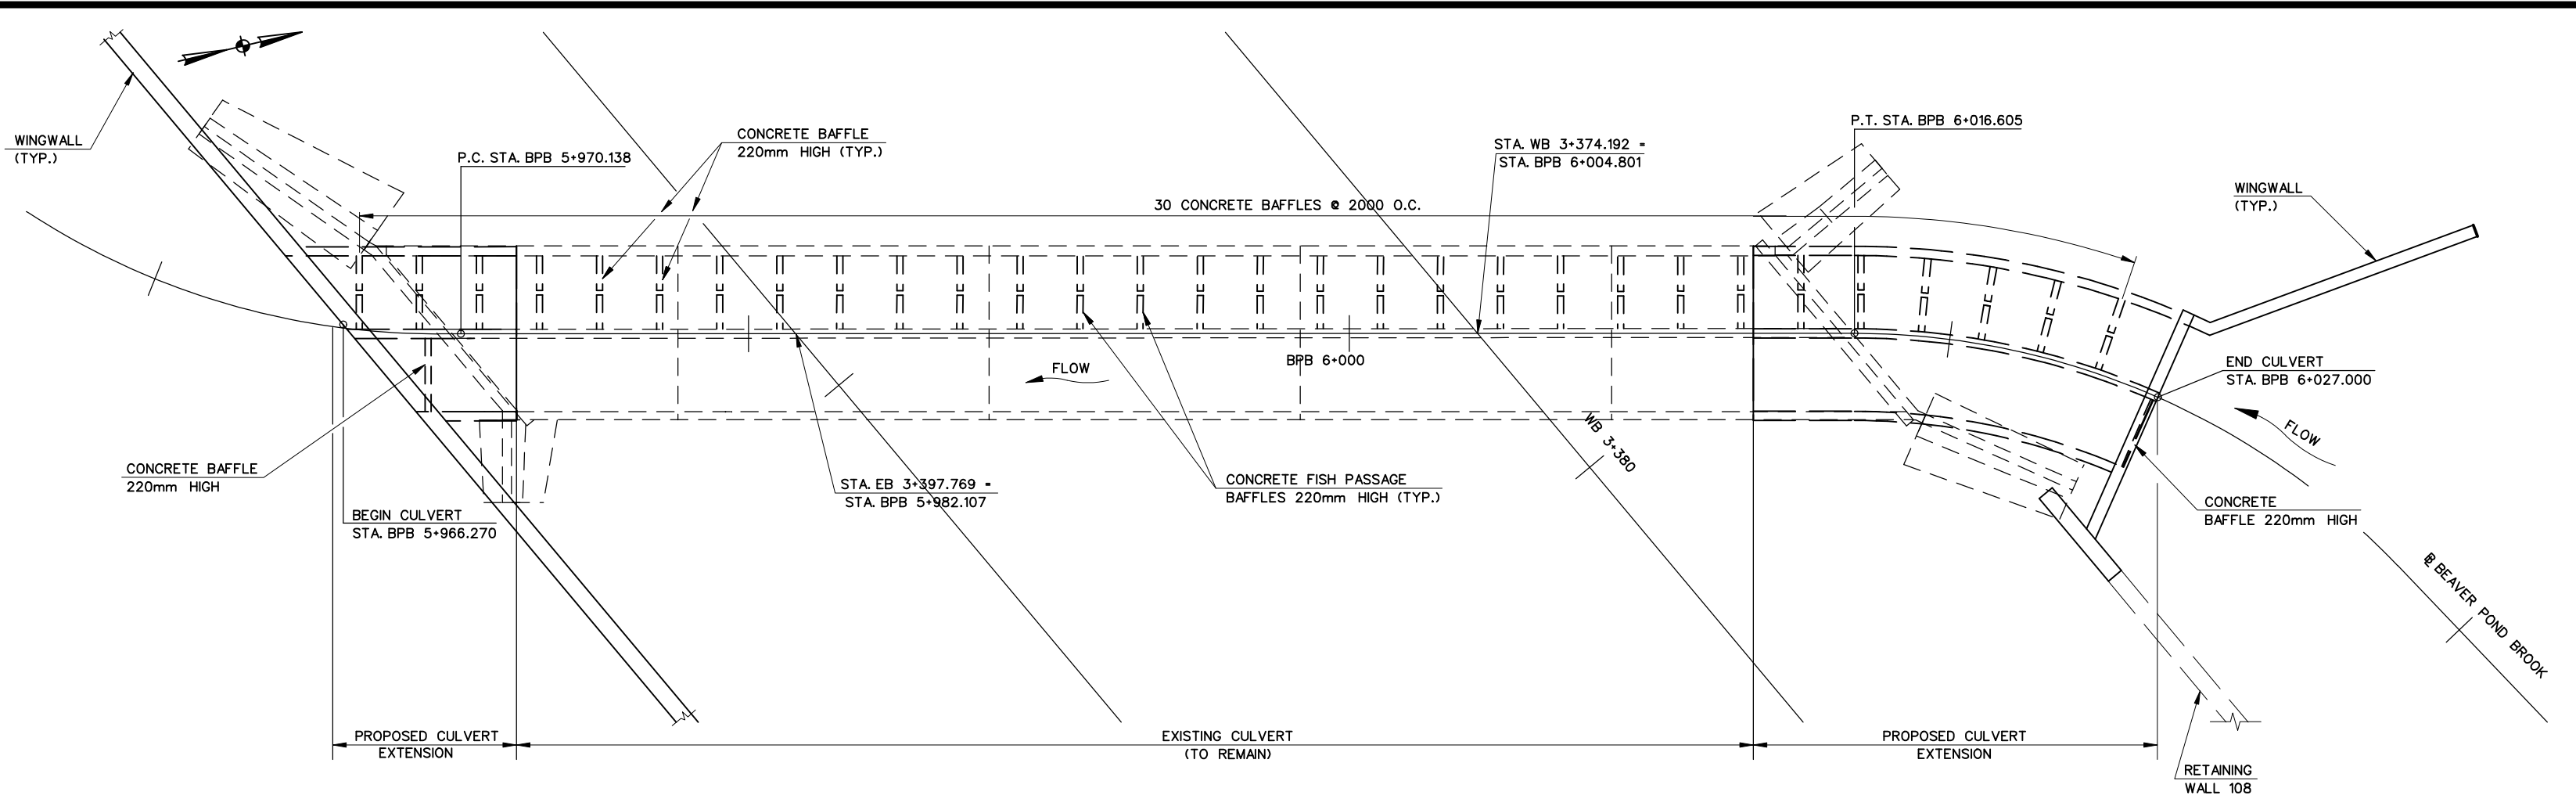 WINGWALL
(TYP.)
P.C. STA. BPB 5+970.138
CONCRETE BAFFLE
220mm HIGH (TYP.)
STA. WB 3+374.192 =
STA. BPB 6+004.801
P.T. STA. BPB 6+016.605
WINGWALL
(TYP.)
30 CONCRETE BAFFLES @ 2000 O.C.
BPB 6+000
FLOW
END CULVERT
STA. BPB 6+027.000
FLOW
WB 3+380
CONCRETE BAFFLE
220mm HIGH
STA. EB 3+397.769 =
STA. BPB 5+982.107
CONCRETE FISH PASSAGE
BAFFLES 220mm HIGH (TYP.)
CONCRETE
BAFFLE 220mm HIGH
BEGIN CULVERT
STA. BPB 5+966.270
℄ BEAVER POND BROOK
PROPOSED CULVERT
EXTENSION
EXISTING CULVERT
(TO REMAIN)
PROPOSED CULVERT
EXTENSION
RETAINING
WALL 108